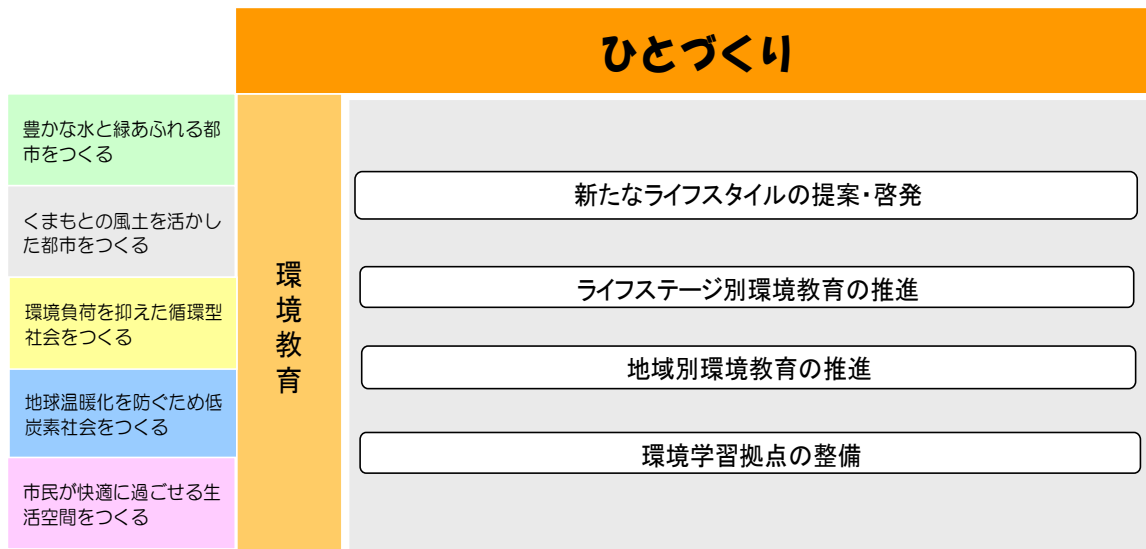 ひとづくり
豊かな水と緑あふれる都
市をつくる
くまもとの風土を活かし
た都市をつくる
環境負荷を抑えた循環型
社会をつくる
地球温暖化を防ぐため低
炭素社会をつくる
市民が快適に過ごせる生
活空間をつくる
環境教育
新たなライフスタイルの提案・啓発
ライフステージ別環境教育の推進
地域別環境教育の推進
環境学習拠点の整備